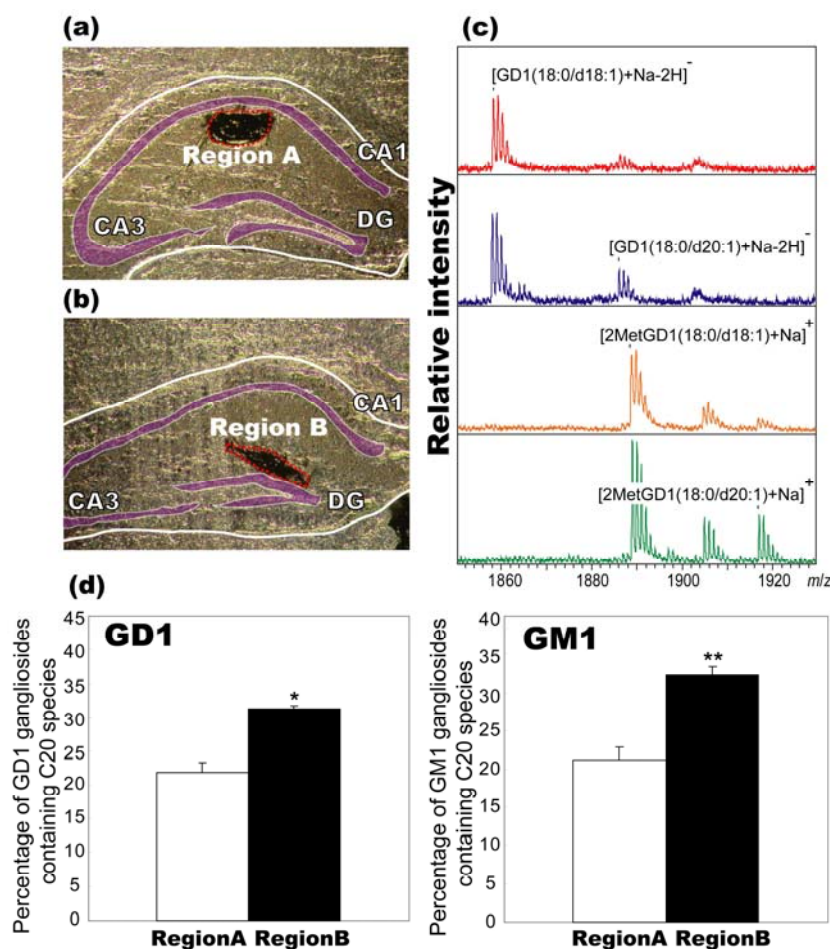 (a)
Region A
CA1
CA3
DG
(b)
Region B
CA1
CA3
DG
(c)
Relative intensity
[GD1(18:0/d18:1)+Na-2H]-
[GD1(18:0/d20:1)+Na-2H]-
[2MetGD1(18:0/d18:1)+Na]+
[2MetGD1(18:0/d20:1)+Na]+
1860 1880 1900 1920 m/z
(d)
GD1
Percentage of GD1 gangliosides
containing C20 species
45
40
35
30
25
20
15
10
5
0
*
RegionA RegionB
GM1
Percentage of GM1 gangliosides
containing C20 species
40
35
30
25
20
15
10
5
0
**
RegionA RegionB